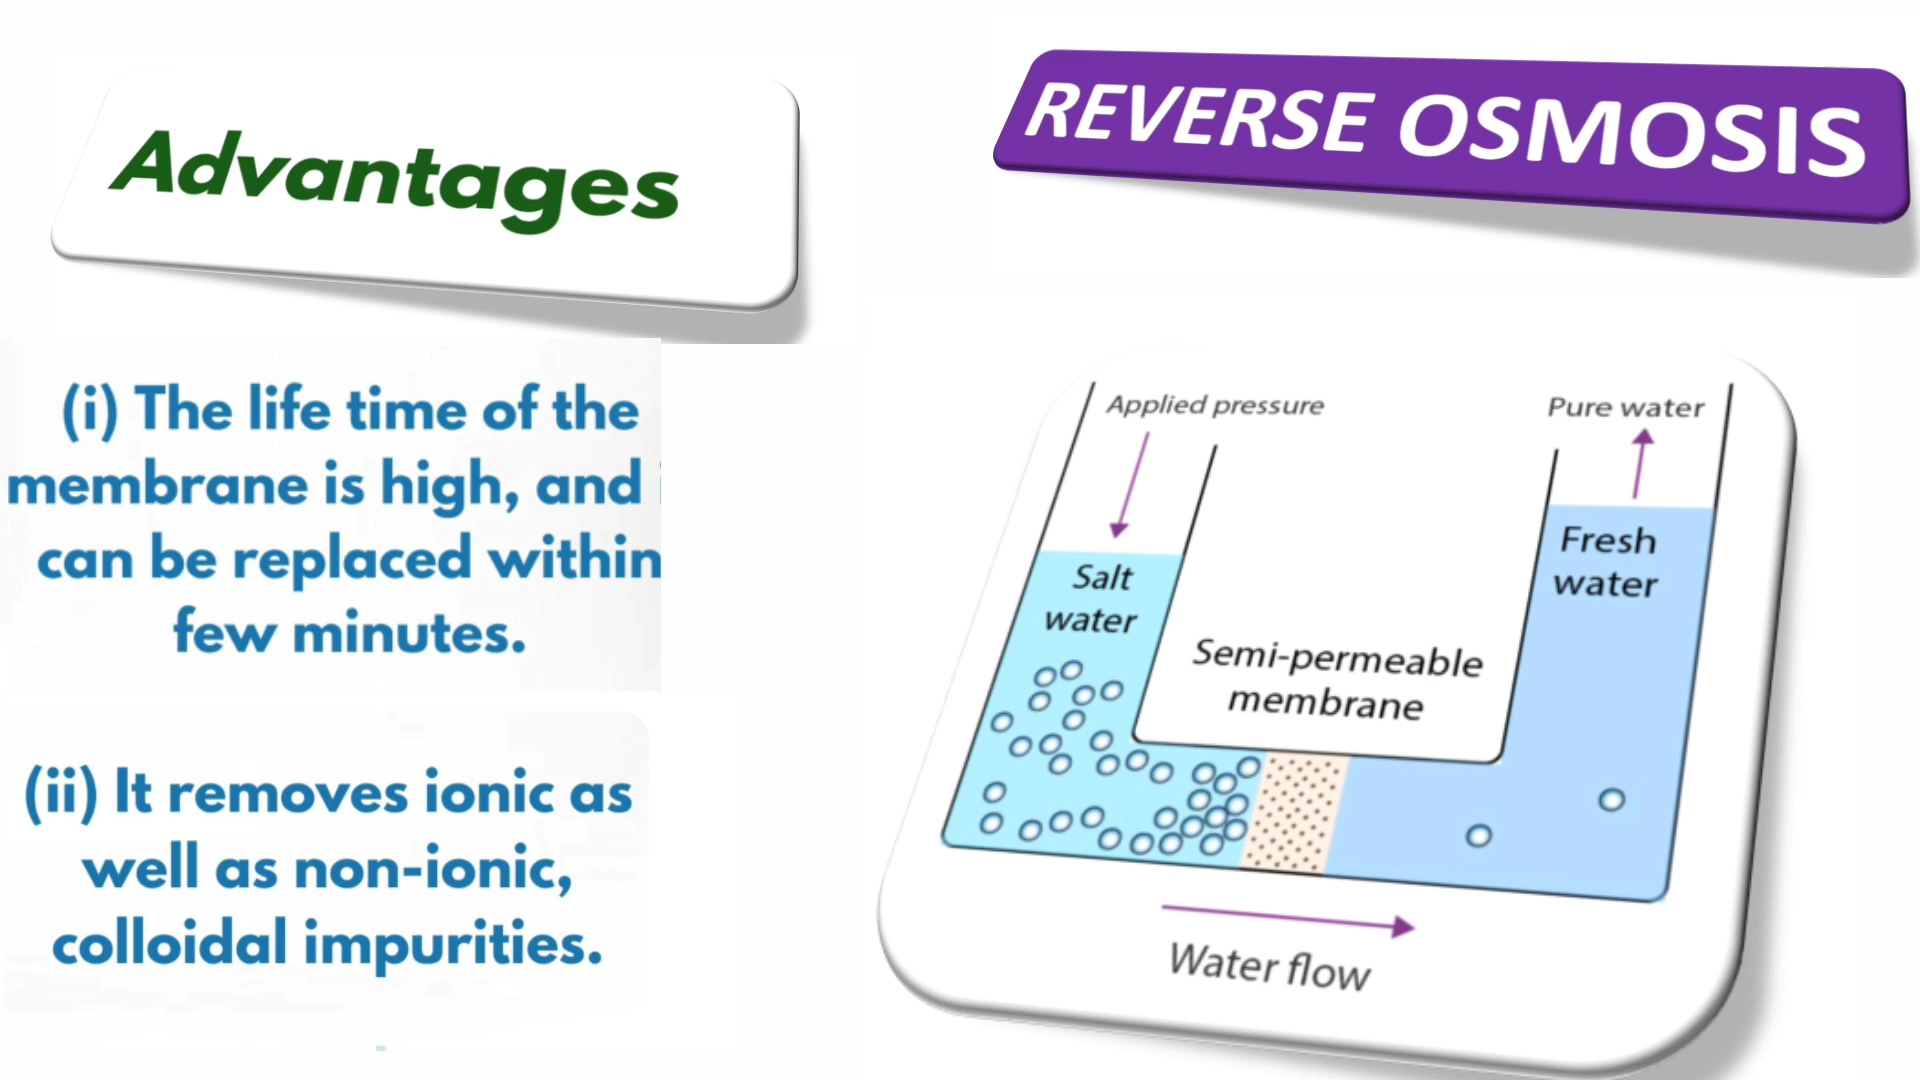 Advantages
REVERSE OSMOSIS
(i) The life time of the
membrane is high, and
can be replaced within
few minutes.
(ii) It removes ionic as
well as non-ionic,
colloidal impurities.
Applied pressure
Pure water
Salt
water
Fresh
water
Semi-permeable
membrane
Water flow